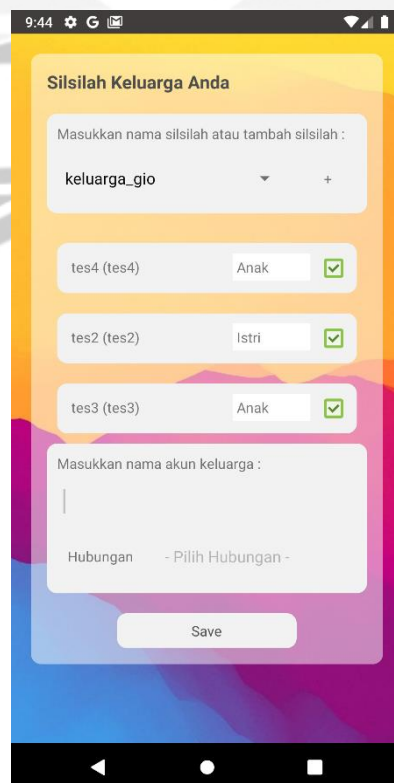 9:44
Silsilah Keluarga Anda
Masukkan nama silsilah atau tambah silsilah :
keluarga_gio +
tes4 (tes4) Anak
tes2 (tes2) Istri
tes3 (tes3) Anak
Masukkan nama akun keluarga :
Hubungan - Pilih Hubungan -
Save